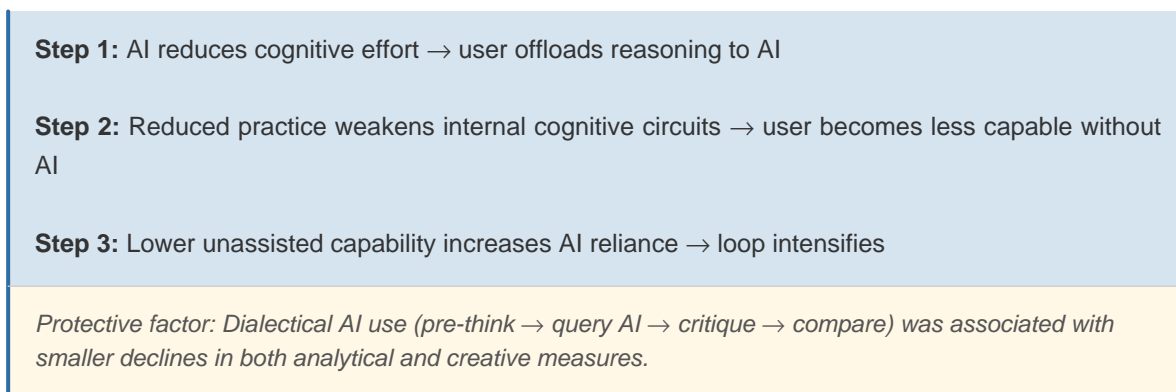 Step 1: AI reduces cognitive effort → user offloads reasoning to AI
Step 2: Reduced practice weakens internal cognitive circuits → user becomes less capable without
AI
Step 3: Lower unassisted capability increases AI reliance → loop intensifies
Protective factor: Dialectical AI use (pre-think → query AI → critique → compare) was associated with
smaller declines in both analytical and creative measures.